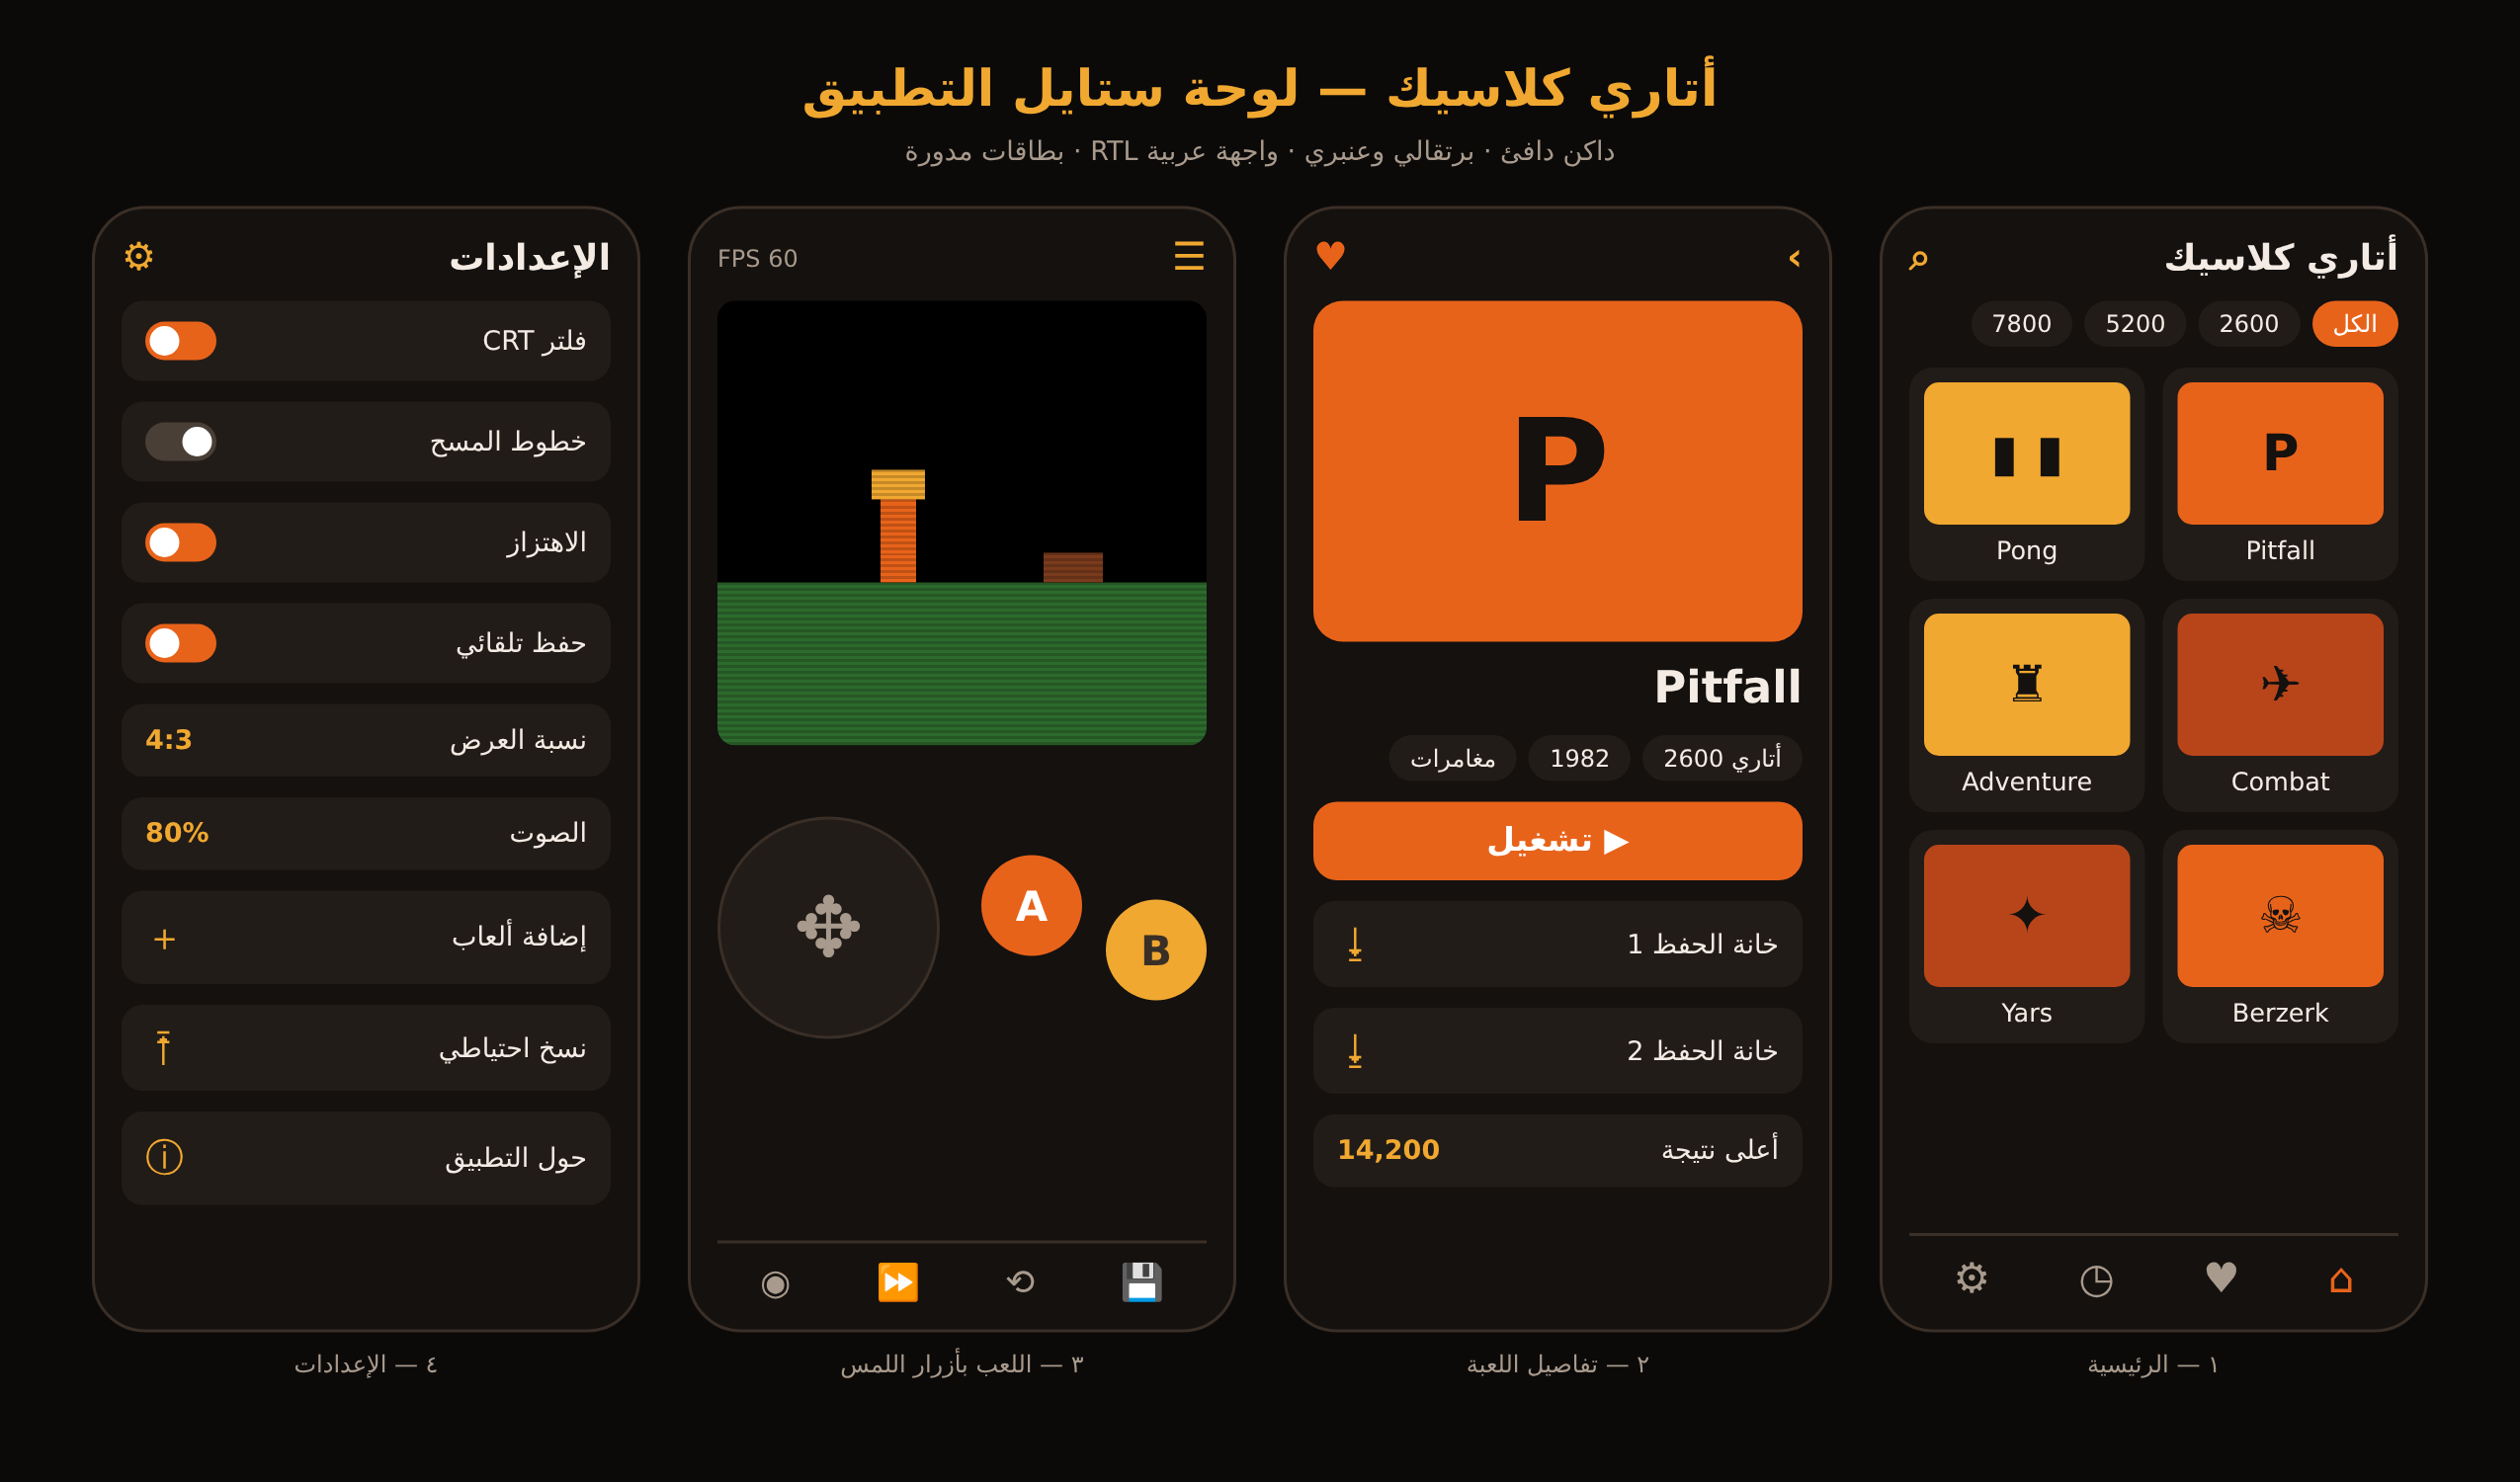 أتاري كلاسيك — لوحة ستايل التطبيق
داكن دافئ · برتقالي وعنبري · واجهة عربية RTL · بطاقات مدورة
أتاري كلاسيك
الكل 2600 5200 7800
P
Pitfall
Pong
Combat
Adventure
Berzerk
Yars
١ — الرئيسية
P
Pitfall
أتاري 2600 1982 مغامرات
▶ تشغيل
خانة الحفظ 1
خانة الحفظ 2
أعلى نتيجة 14,200
٢ — تفاصيل اللعبة
FPS 60
A
B
٣ — اللعب بأزرار اللمس
الإعدادات
فلتر CRT
خطوط المسح
الاهتزاز
حفظ تلقائي
نسبة العرض 4:3
الصوت 80%
إضافة ألعاب +
نسخ احتياطي
حول التطبيق ⓘ
٤ — الإعدادات